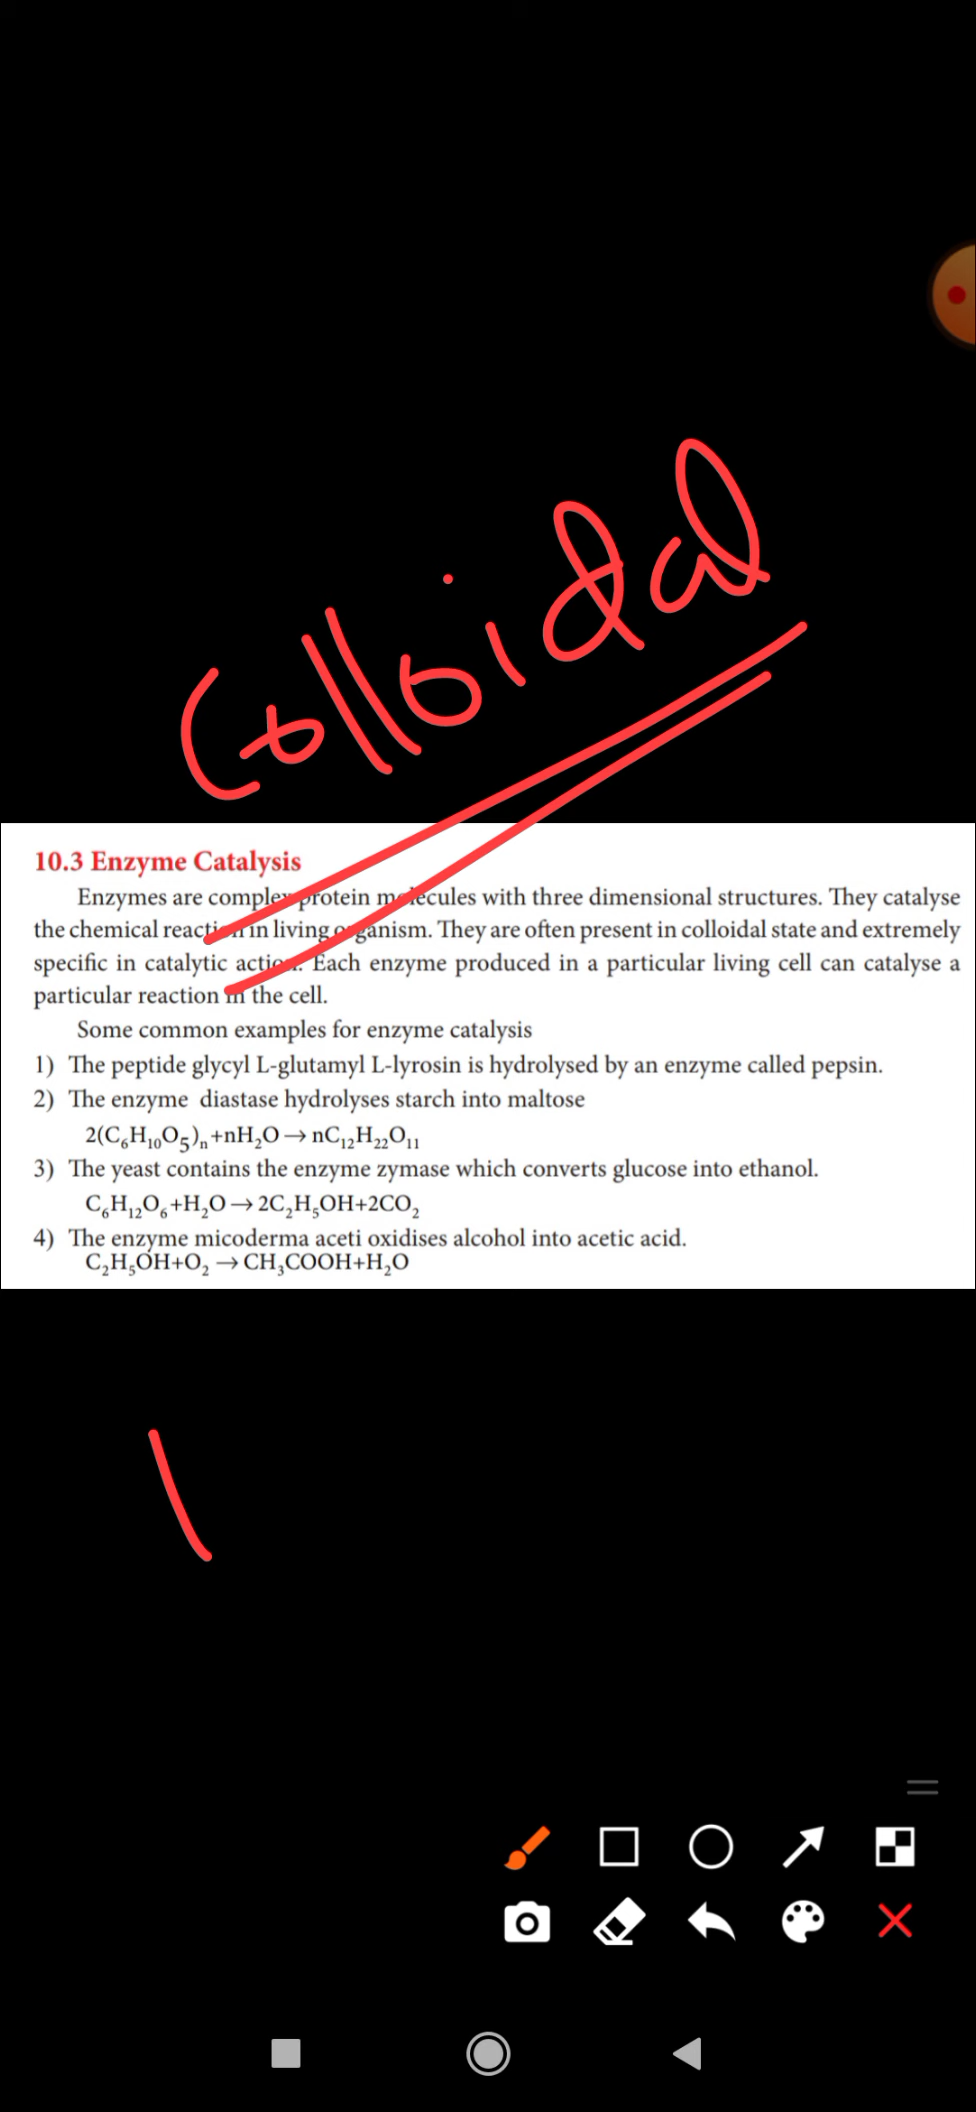 Colloidal
10.3 Enzyme Catalysis
Enzymes are complex protein molecules with three dimensional structures. They catalyse
the chemical reaction in living organism. They are often present in colloidal state and extremely
specific in catalytic action. Each enzyme produced in a particular living cell can catalyse a
particular reaction in the cell.
Some common examples for enzyme catalysis
1) The peptide glycyl L-glutamyl L-lyrosin is hydrolysed by an enzyme called pepsin.
2) The enzyme diastase hydrolyses starch into maltose
2(C₆H₁₀O₅)ₙ+nH₂O→nC₁₂H₂₂O₁₁
3) The yeast contains the enzyme zymase which converts glucose into ethanol.
C₆H₁₂O₆+H₂O→2C₂H₅OH+2CO₂
4) The enzyme micoderma aceti oxidises alcohol into acetic acid.
C₂H₅OH+O₂→CH₃COOH+H₂O